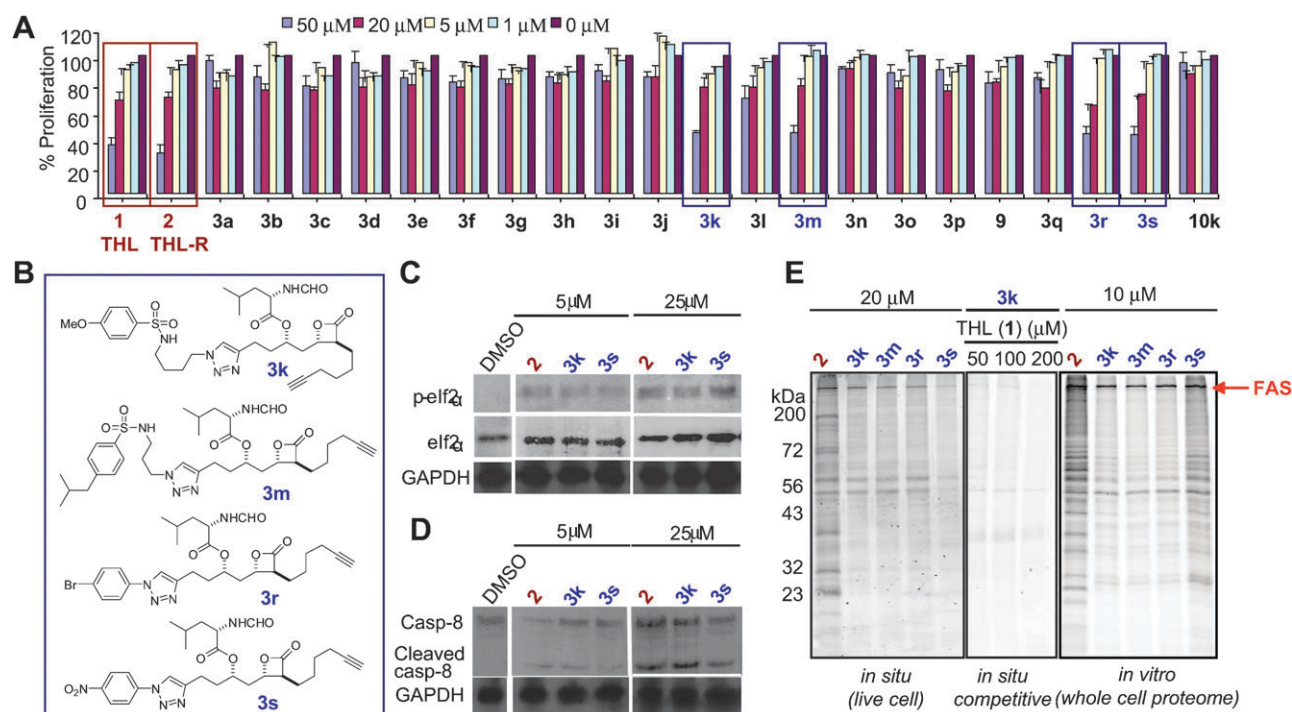 A
50 μM 20 μM 5 μM 1 μM 0 μM
% Proliferation
120
100
80
60
40
20
0
1 2 3a 3b 3c 3d 3e 3f 3g 3h 3i 3j 3k 3l 3m 3n 3o 3p 9 3q 3r 3s 10k
THL THL-R
B
NHCHO
MeO
3k
NHCHO
3m
NHCHO
Br
3r
NHCHO
O₂N
3s
C
5μM 25μM
DMSO 2 3k 3s 2 3k 3s
p-eIf2α
eIf2α
GAPDH
D
5μM 25μM
DMSO 2 3k 3s 2 3k 3s
Casp-8
Cleaved
casp-8
GAPDH
E
20 μM 3k 10 μM
THL (1) (μM)
2 3k 3m 3r 3s 50 100 200 2 3k 3m 3r 3s
kDa
FAS
200
72
56
43
32
23
in situ in situ in vitro
(live cell) competitive (whole cell proteome)